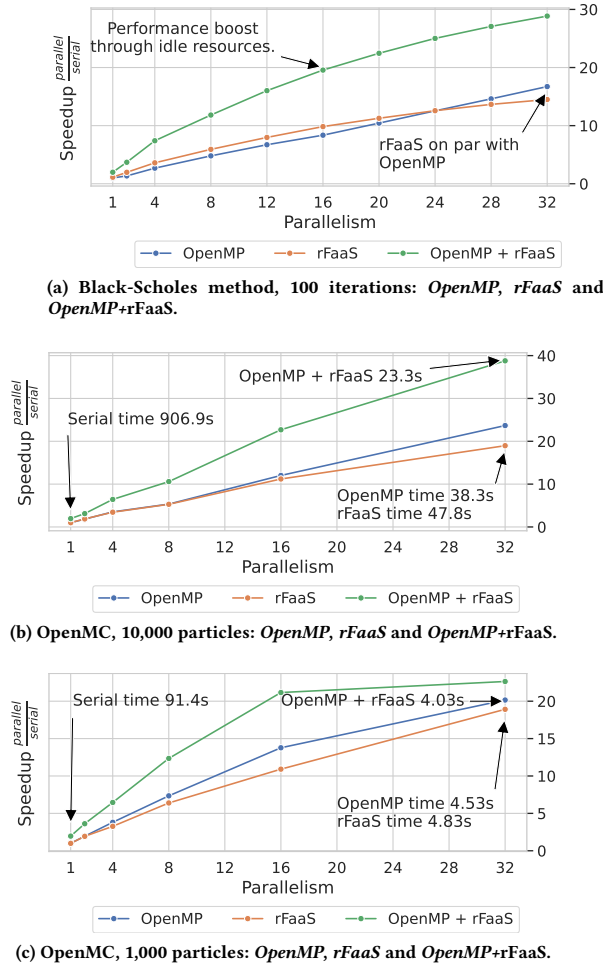 30
Performance boost
through idle resources.
20
Speedup parallel/serial
10
rFaaS on par with
OpenMP
0
1 4 8 12 16 20 24 28 32
Parallelism
OpenMP rFaaS OpenMP + rFaaS
(a) Black-Scholes method, 100 iterations: OpenMP, rFaaS and
OpenMP+rFaaS.
40
OpenMP + rFaaS 23.3s
30
Serial time 906.9s
Speedup parallel/serial
20
10
OpenMP time 38.3s
rFaaS time 47.8s
0
1 4 8 12 16 20 24 28 32
Parallelism
OpenMP rFaaS OpenMP + rFaaS
(b) OpenMC, 10,000 particles: OpenMP, rFaaS and OpenMP+rFaaS.
Serial time 91.4s
OpenMP + rFaaS 4.03s
20
Speedup parallel/serial
15
10
OpenMP time 4.53s
rFaaS time 4.83s
5
0
1 4 8 12 16 20 24 28 32
Parallelism
OpenMP rFaaS OpenMP + rFaaS
(c) OpenMC, 1,000 particles: OpenMP, rFaaS and OpenMP+rFaaS.